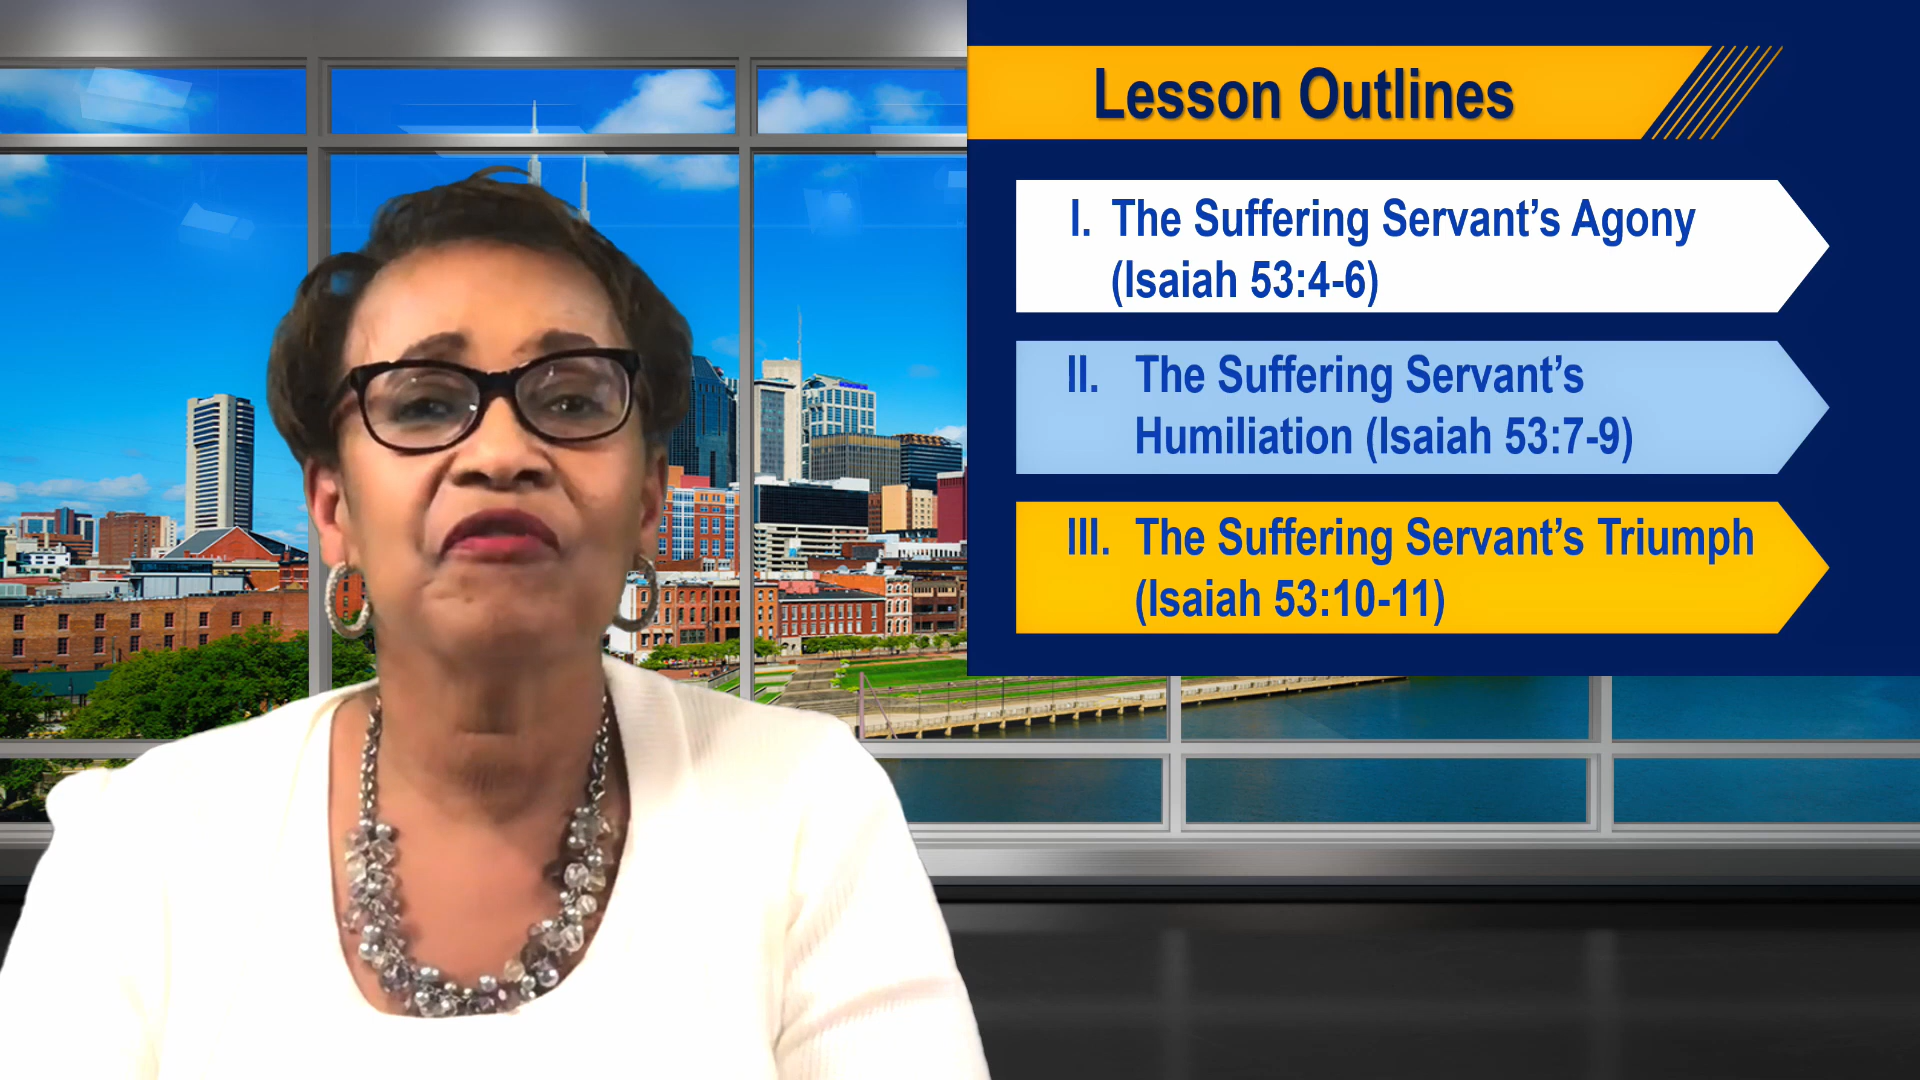 Lesson Outlines
I. The Suffering Servant’s Agony
(Isaiah 53:4-6)
II. The Suffering Servant’s
Humiliation (Isaiah 53:7-9)
III. The Suffering Servant’s Triumph
(Isaiah 53:10-11)